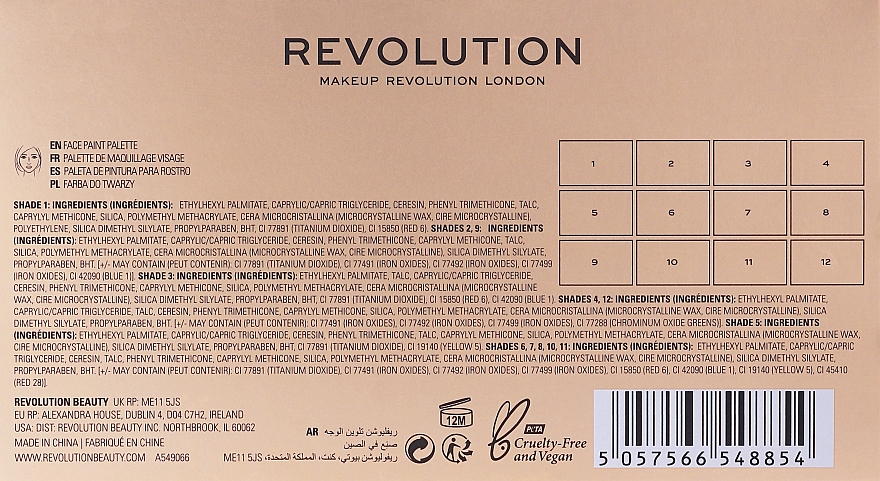 REVOLUTION
MAKEUP REVOLUTION LONDON
EN FACE PAINT PALETTE
FR PALETTE DE MAQUILLAGE VISAGE
ES PALETA DE PINTURA PARA ROSTRO
PL FARBA DO TWARZY
1 2 3 4
5 6 7 8
9 10 11 12
SHADE 1: INGREDIENTS (INGRÉDIENTS): ETHYLHEXYL PALMITATE, CAPRYLIC/CAPRIC TRIGLYCERIDE, CERESIN, PHENYL TRIMETHICONE, TALC,
CAPRYLYL METHICONE, SILICA, POLYMETHYL METHACRYLATE, CERA MICROCRISTALLINA (MICROCRYSTALLINE WAX, CIRE MICROCRYSTALLINE),
POLYETHYLENE, SILICA DIMETHYL SILYLATE, PROPYLPARABEN, BHT, CI 77891 (TITANIUM DIOXIDE), CI 15850 (RED 6). SHADES 2, 9: INGREDIENTS
(INGRÉDIENTS): ETHYLHEXYL PALMITATE, CAPRYLIC/CAPRIC TRIGLYCERIDE, CERESIN, PHENYL TRIMETHICONE, CAPRYLYL METHICONE, TALC,
SILICA, POLYMETHYL METHACRYLATE, CERA MICROCRISTALLINA (MICROCRYSTALLINE WAX, CIRE MICROCRYSTALLINE), SILICA DIMETHYL SILYLATE,
PROPYLPARABEN, BHT. [+/- MAY CONTAIN (PEUT CONTENIR): CI 77891 (TITANIUM DIOXIDE), CI 77491 (IRON OXIDES), CI 77492 (IRON OXIDES), CI 77499
(IRON OXIDES), CI 42090 (BLUE 1)]. SHADE 3: INGREDIENTS (INGRÉDIENTS): ETHYLHEXYL PALMITATE, TALC, CAPRYLIC/CAPRIC TRIGLYCERIDE,
CERESIN, PHENYL TRIMETHICONE, CAPRYLYL METHICONE, SILICA, POLYMETHYL METHACRYLATE, CERA MICROCRISTALLINA (MICROCRYSTALLINE
WAX, CIRE MICROCRYSTALLINE), SILICA DIMETHYL SILYLATE, PROPYLPARABEN, BHT, CI 77891 (TITANIUM DIOXIDE), CI 15850 (RED 6), CI 42090 (BLUE 1). SHADES 4, 12: INGREDIENTS (INGRÉDIENTS): ETHYLHEXYL PALMITATE,
CAPRYLIC/CAPRIC TRIGLYCERIDE, TALC, CERESIN, PHENYL TRIMETHICONE, CAPRYLYL METHICONE, SILICA, POLYMETHYL METHACRYLATE, CERA MICROCRISTALLINA (MICROCRYSTALLINE WAX, CIRE MICROCRYSTALLINE), SILICA
DIMETHYL SILYLATE, PROPYLPARABEN, BHT. [+/- MAY CONTAIN (PEUT CONTENIR): CI 77491 (IRON OXIDES), CI 77492 (IRON OXIDES), CI 77499 (IRON OXIDES), CI 77288 (CHROMINUM OXIDE GREENS)]. SHADE 5: INGREDIENTS
(INGRÉDIENTS): ETHYLHEXYL PALMITATE, CAPRYLIC/CAPRIC TRIGLYCERIDE, CERESIN, PHENYL TRIMETHICONE, TALC, CAPRYLYL METHICONE, SILICA, POLYMETHYL METHACRYLATE, CERA MICROCRISTALLINA (MICROCRYSTALLINE WAX,
CIRE MICROCRYSTALLINE), SILICA DIMETHYL SILYLATE, PROPYLPARABEN, BHT, CI 77891 (TITANIUM DIOXIDE), CI 19140 (YELLOW 5). SHADES 6, 7, 8, 10, 11: INGREDIENTS (INGRÉDIENTS): ETHYLHEXYL PALMITATE, CAPRYLIC/CAPRIC
TRIGLYCERIDE, CERESIN, TALC, PHENYL TRIMETHICONE, CAPRYLYL METHICONE, SILICA, POLYMETHYL METHACRYLATE, CERA MICROCRISTALLINA (MICROCRYSTALLINE WAX, CIRE MICROCRYSTALLINE), SILICA DIMETHYL SILYLATE,
PROPYLPARABEN, BHT. [+/- MAY CONTAIN (PEUT CONTENIR): CI 77891 (TITANIUM DIOXIDE), CI 77491 (IRON OXIDES), CI 77492 (IRON OXIDES), CI 77499 (IRON OXIDES), CI 15850 (RED 6), CI 42090 (BLUE 1), CI 19140 (YELLOW 5), CI 45410
(RED 28)].
REVOLUTION BEAUTY UK RP: ME11 5JS
EU RP: ALEXANDRA HOUSE, DUBLIN 4, D04 C7H2, IRELAND
USA: DIST: REVOLUTION BEAUTY INC. NORTHBROOK, IL 60062
MADE IN CHINA | FABRIQUÉ EN CHINE
WWW.REVOLUTIONBEAUTY.COM A549066
AR ريفليوشن تلوين الوجه
صنع في الصين
ريفوليوشن بيوتي، كنت، المملكة المتحدة، ME11 5JS
12M
PETA
Cruelty-Free
and Vegan
5 057566 548854